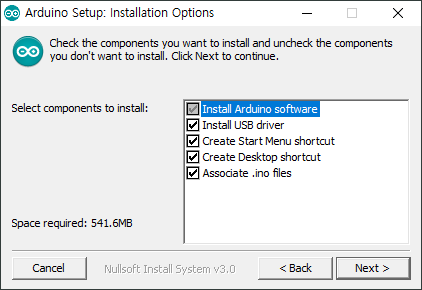 Arduino Setup: Installation Options
Check the components you want to install and uncheck the components
you don't want to install. Click Next to continue.
Select components to install:
Install Arduino software
Install USB driver
Create Start Menu shortcut
Create Desktop shortcut
Associate .ino files
Space required: 541.6MB
Cancel
Nullsoft Install System v3.0
< Back
Next >